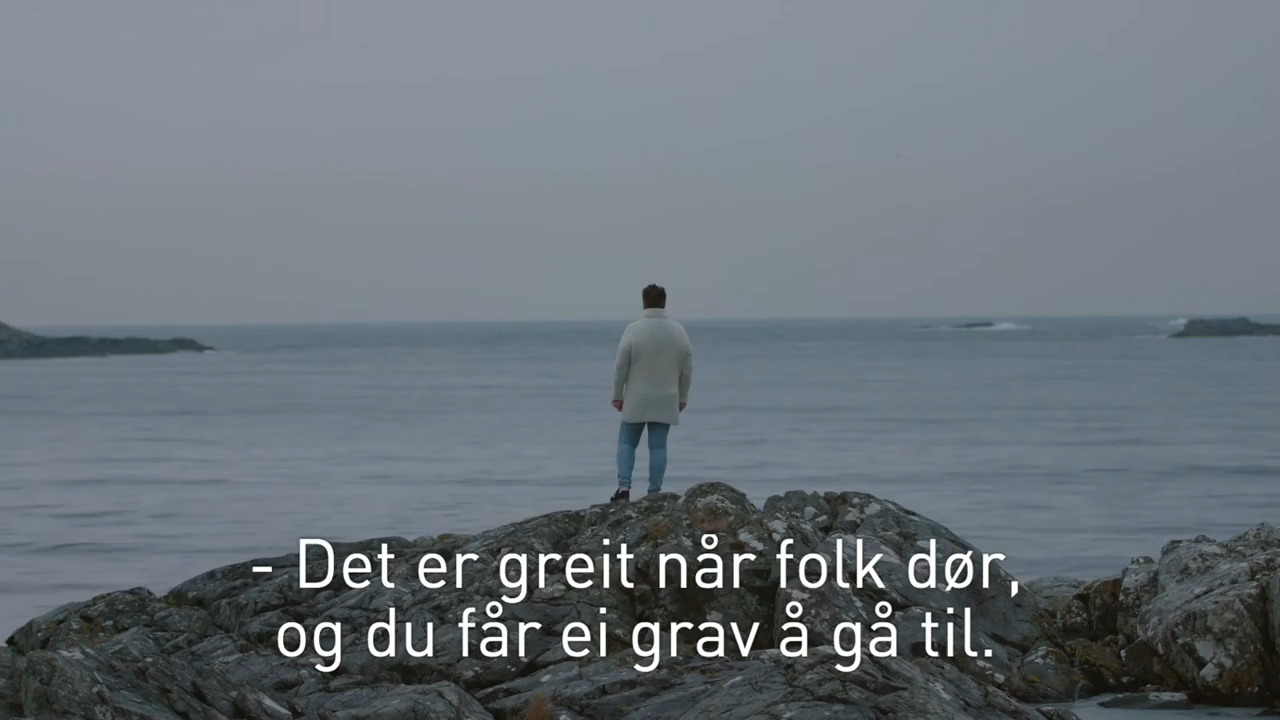 - Det er greit når folk dør,
og du får ei grav å gå til.